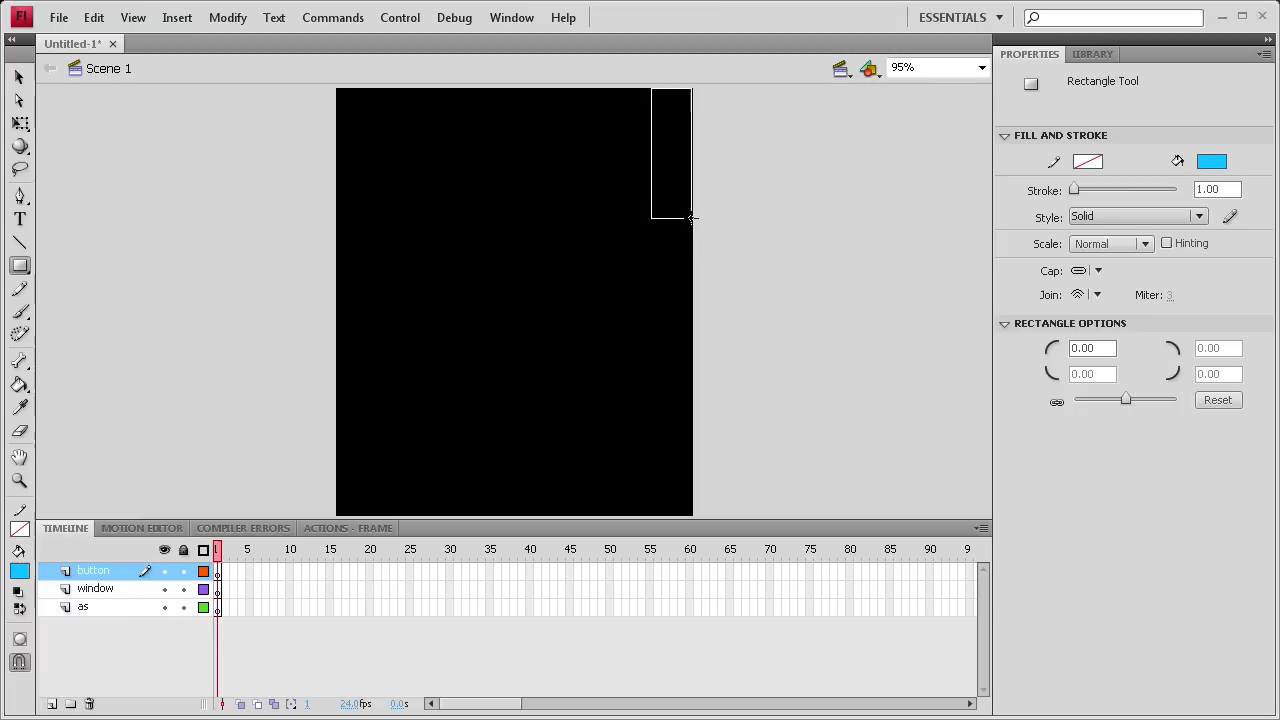 Fl File Edit View Insert Modify Text Commands Control Debug Window Help ESSENTIALS
Untitled-1*
Scene 1 95%
PROPERTIES LIBRARY
Rectangle Tool
FILL AND STROKE
Stroke: 1.00
Style: Solid
Scale: Normal Hinting
Cap:
Join: Miter: 3
RECTANGLE OPTIONS
0.00 0.00
0.00 0.00
Reset
TIMELINE MOTION EDITOR COMPILER ERRORS ACTIONS - FRAME
1 5 10 15 20 25 30 35 40 45 50 55 60 65 70 75 80 85 90 9
button
window
as
1 24.0fps 0.0s